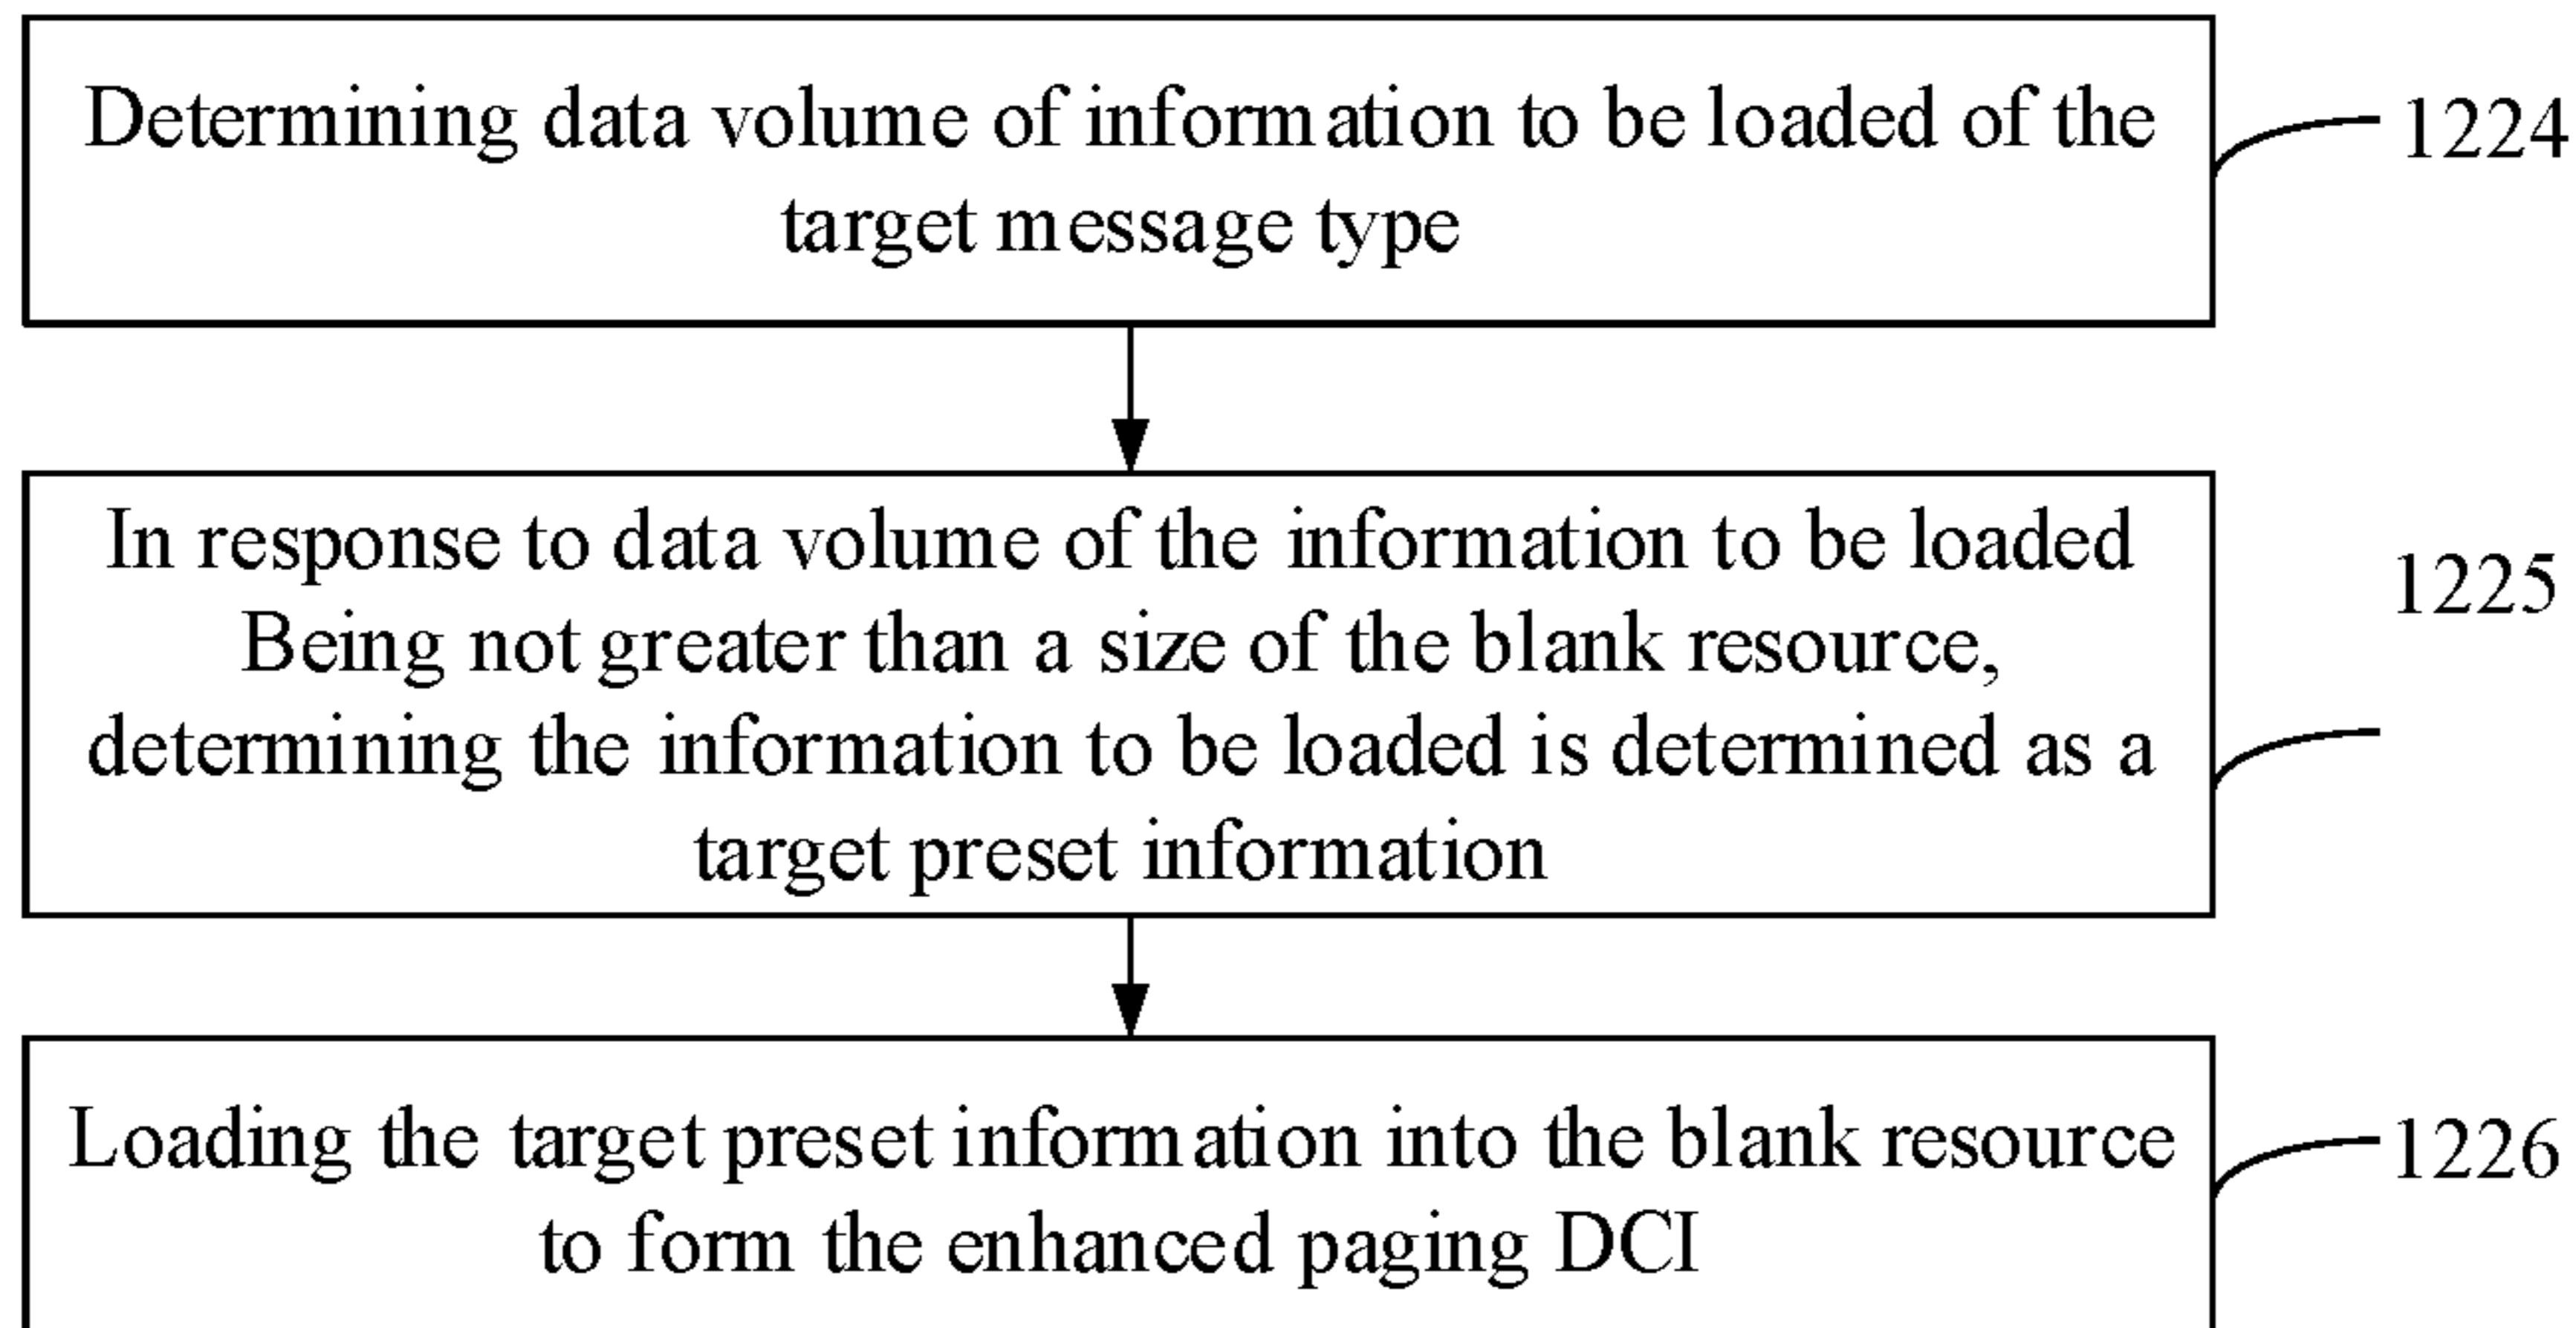 Determining data volume of information to be loaded of the
target message type
1224
In response to data volume of the information to be loaded
Being not greater than a size of the blank resource,
determining the information to be loaded is determined as a
target preset information
1225
Loading the target preset information into the blank resource
to form the enhanced paging DCI
1226